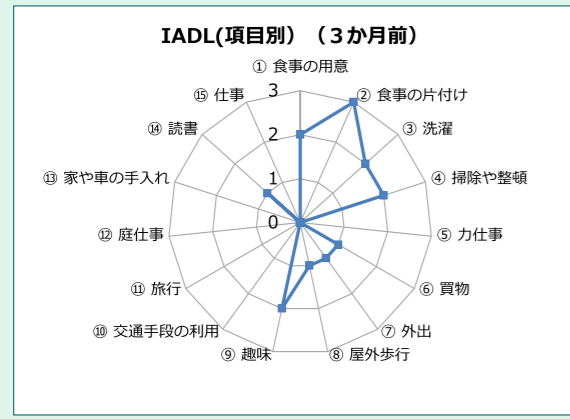 IADL(項目別）（３か月前）
① 食事の用意
② 食事の片付け
③ 洗濯
④ 掃除や整頓
⑤ 力仕事
⑥ 買物
⑦ 外出
⑧ 屋外歩行
⑨ 趣味
⑩ 交通手段の利用
⑪ 旅行
⑫ 庭仕事
⑬ 家や車の手入れ
⑭ 読書
⑮ 仕事
3
2
1
0